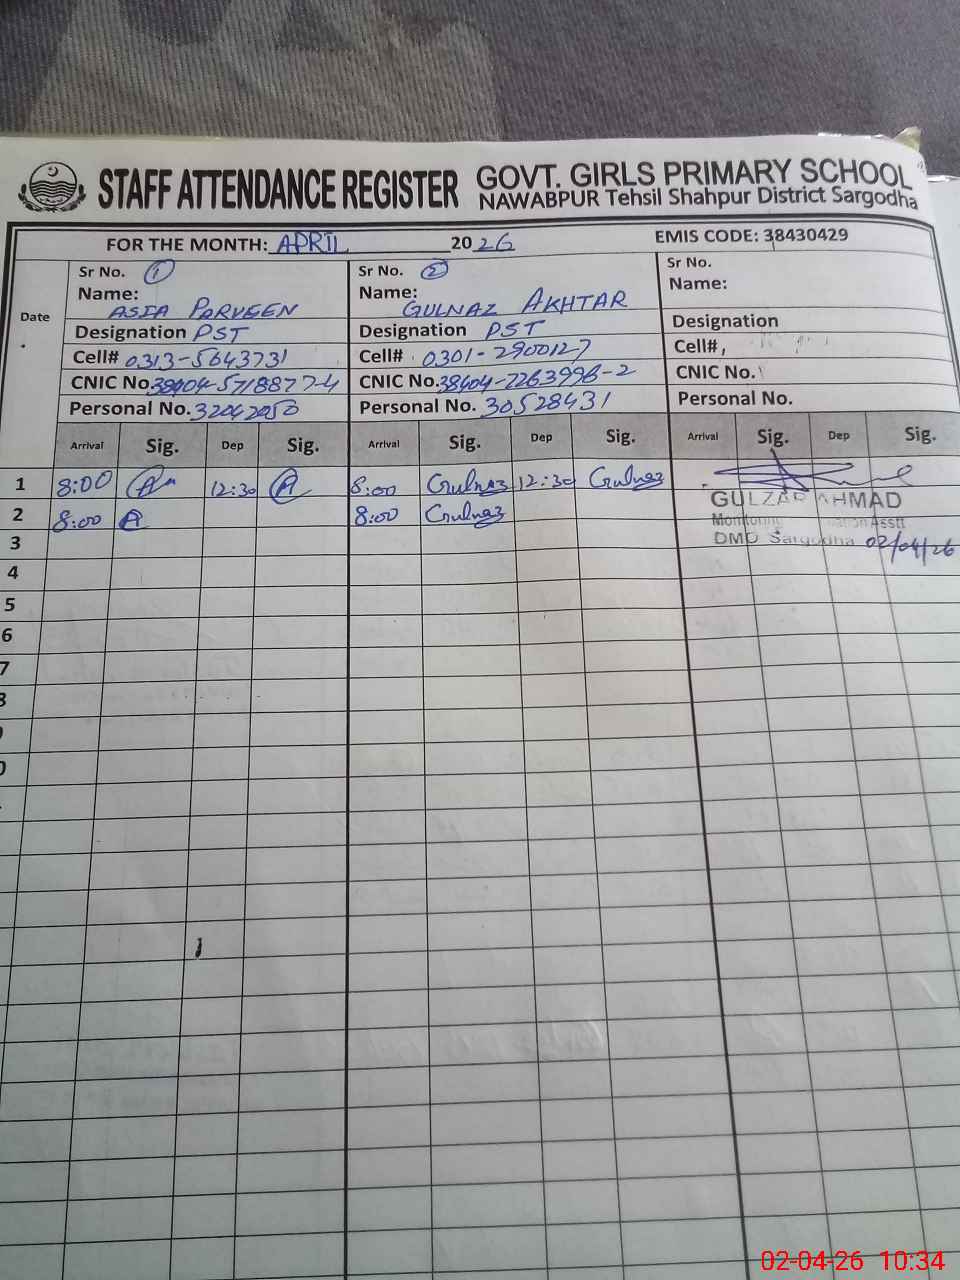 STAFF ATTENDANCE REGISTER
GOVT. GIRLS PRIMARY SCHOOL
NAWABPUR Tehsil Shahpur District Sargodha
FOR THE MONTH: APRIL 2026 EMIS CODE: 38430429
Date
Sr No. 1
Name:
ASIA PARVEEN
Designation PST
Cell# 0313-5643731
CNIC No. 38404-5718877-4
Personal No. 32042050
Sr No. 2
Name:
GULNAZ AKHTAR
Designation PST
Cell# 0301-2900127
CNIC No. 38404-2263996-2
Personal No. 30528431
Sr No.
Name:
Designation
Cell#,
CNIC No.
Personal No.
Arrival Sig. Dep Sig. Arrival Sig. Dep Sig. Arrival Sig. Dep Sig.
1 8:00 A 12:30 A 8:00 Gulnaz 12:30 Gulnaz
2 8:00 A 8:00 Gulnaz
GULZAR AHMAD
Monitoring Asstt
DMO Sargodha 02/04/26
3
4
5
6
7
8
02-04-26 10:34